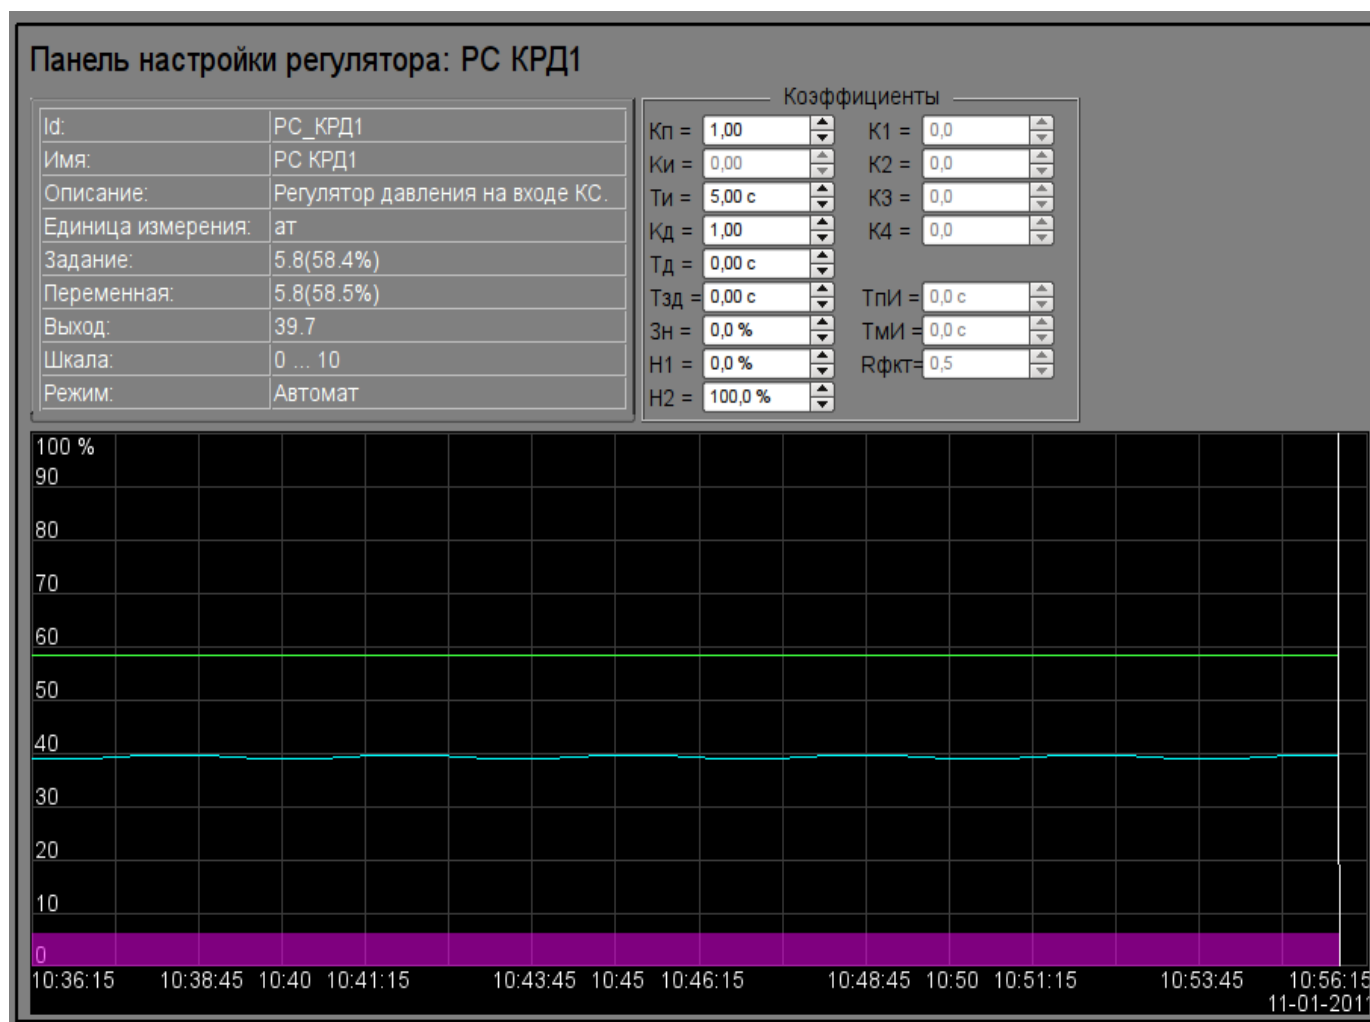 Панель настройки регулятора: РС КРД1
Id: РС_КРД1
Имя: РС КРД1
Описание: Регулятор давления на входе КС.
Единица измерения: ат
Задание: 5.8(58.4%)
Переменная: 5.8(58.5%)
Выход: 39.7
Шкала: 0 ... 10
Режим: Автомат
Коэффициенты
Кп = 1,00 К1 = 0,0
Ки = 0,00 К2 = 0,0
Ти = 5,00 с К3 = 0,0
Кд = 1,00 К4 = 0,0
Тд = 0,00 с
Тзд = 0,00 с ТпИ = 0,0 с
Зн = 0,0 % ТмИ = 0,0 с
Н1 = 0,0 % Rфкт= 0,5
Н2 = 100,0 %
100 %
90
80
70
60
50
40
30
20
10
0
10:36:15 10:38:45 10:40 10:41:15 10:43:45 10:45 10:46:15 10:48:45 10:50 10:51:15 10:53:45 10:56:15
11-01-2011